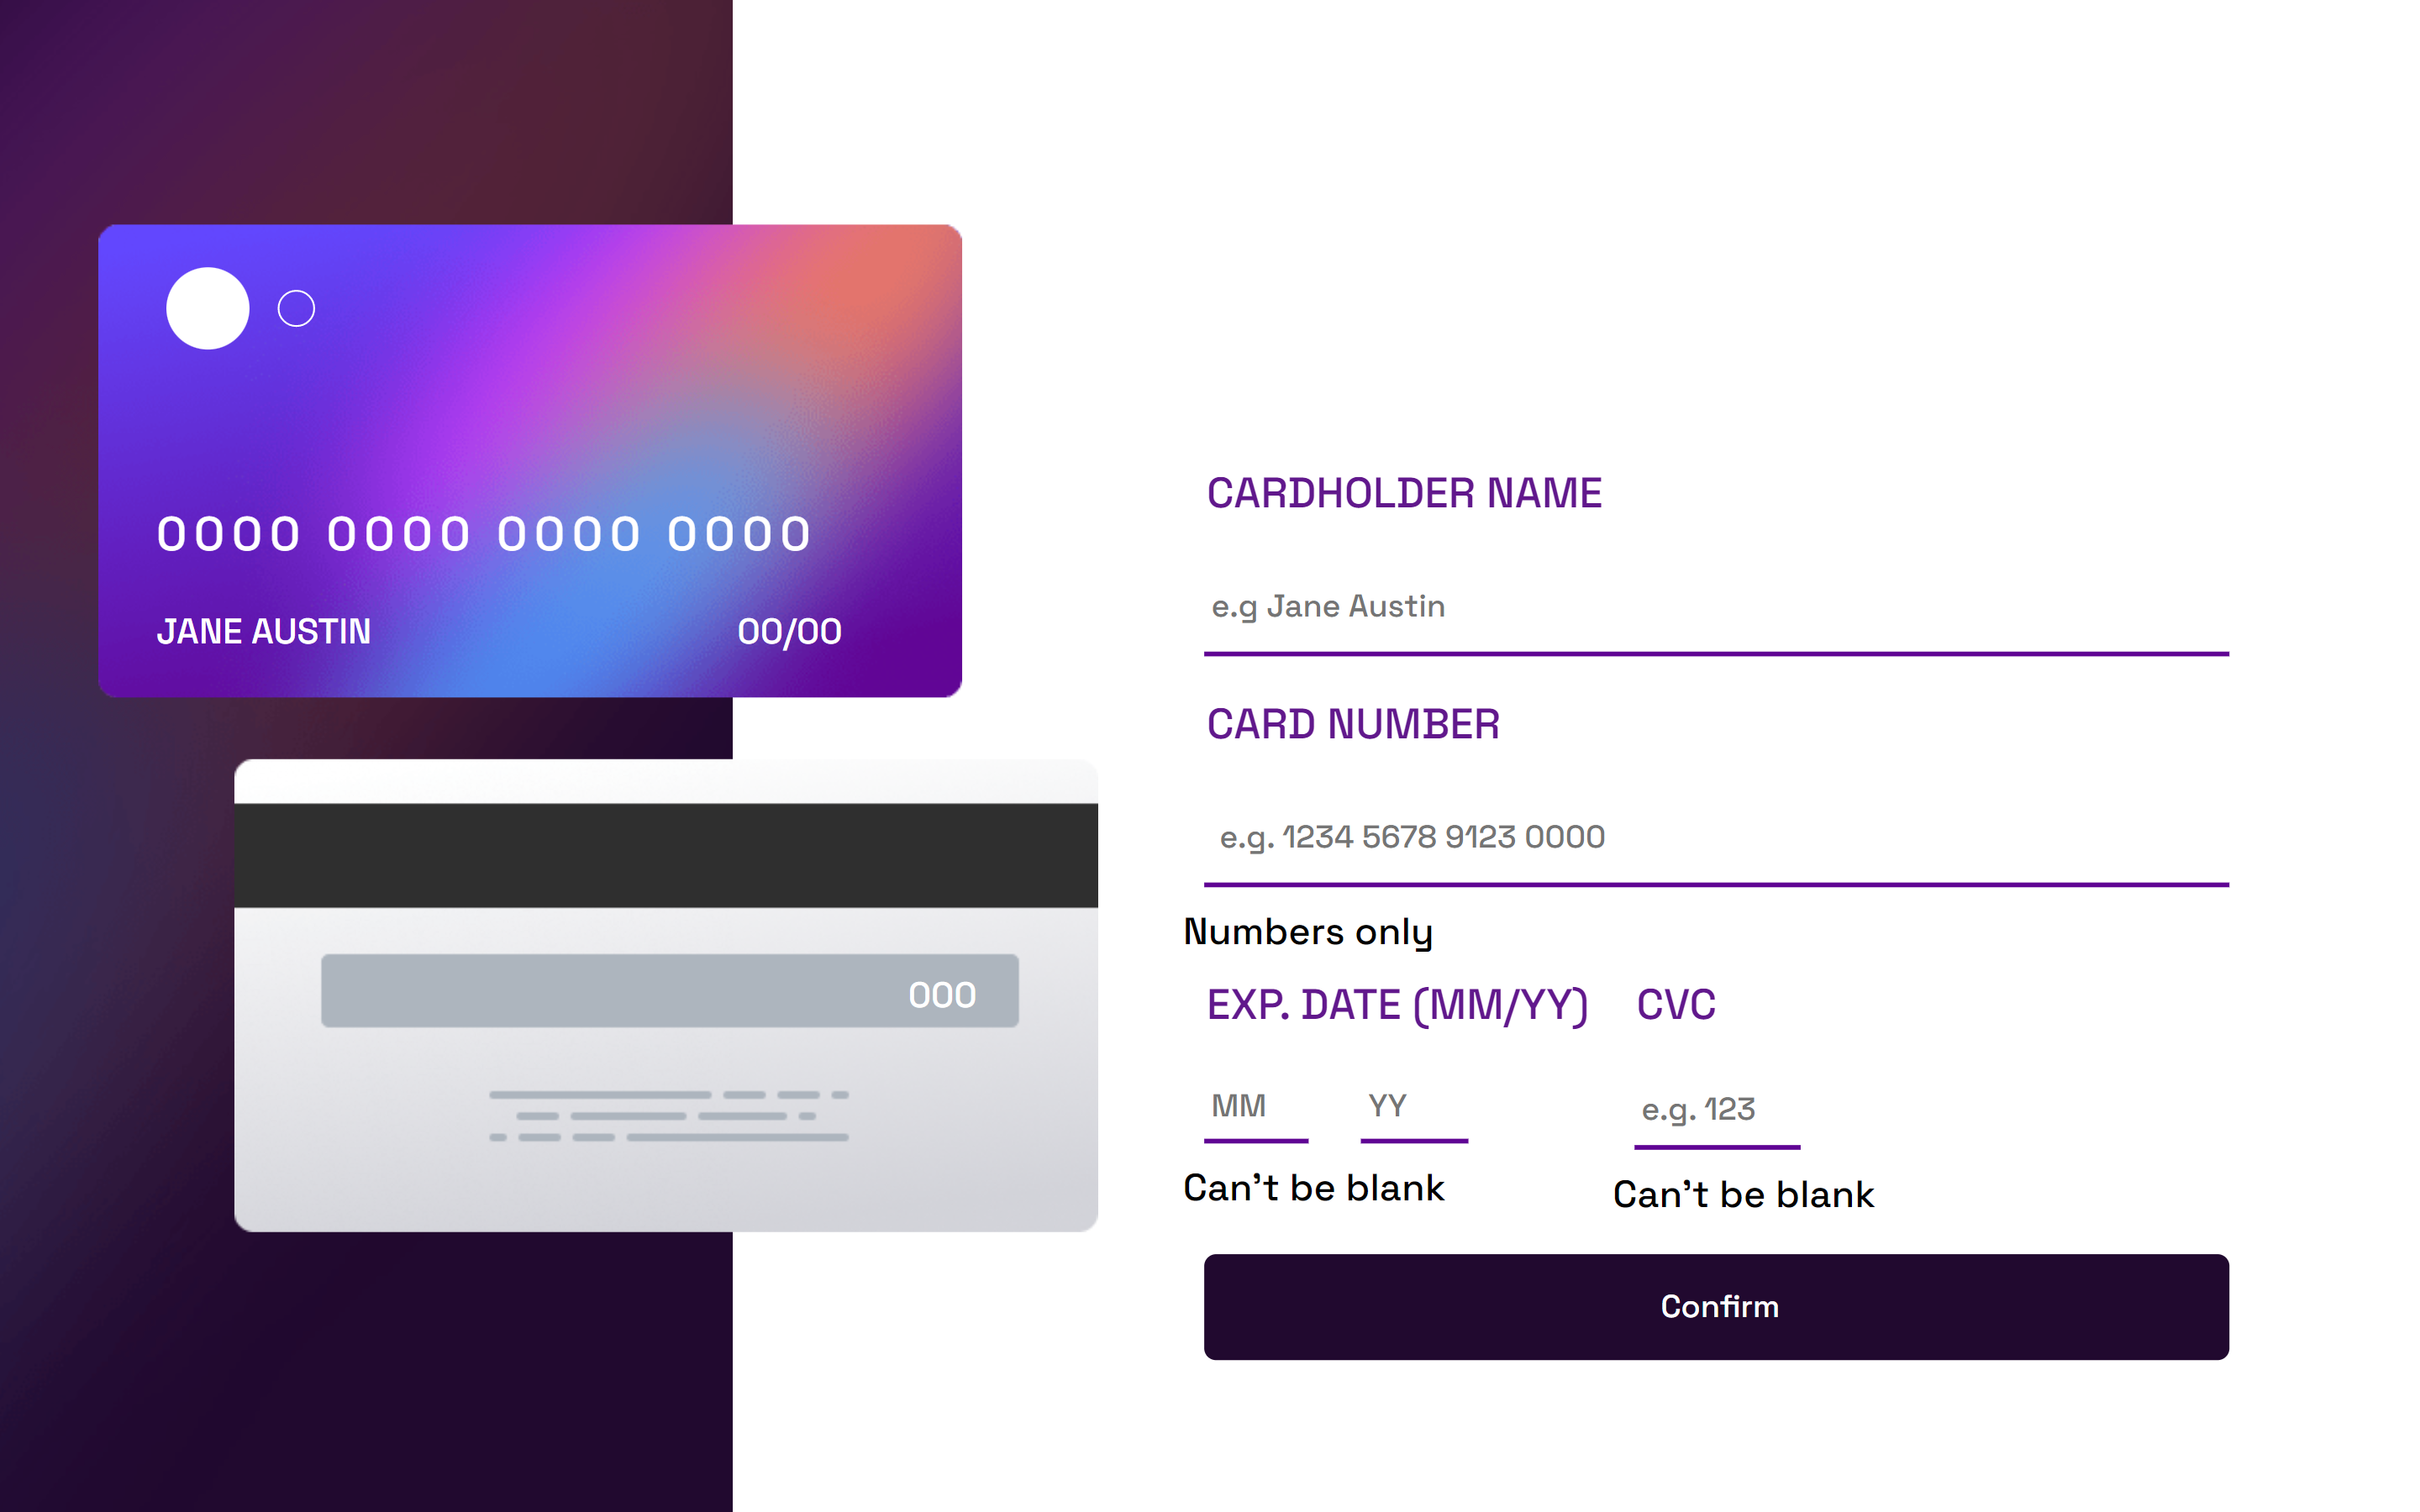 0000 0000 0000 0000
JANE AUSTIN 00/00
000
CARDHOLDER NAME
e.g Jane Austin
CARD NUMBER
e.g. 1234 5678 9123 0000
Numbers only
EXP. DATE (MM/YY) CVC
MM YY e.g. 123
Can't be blank Can't be blank
Confirm